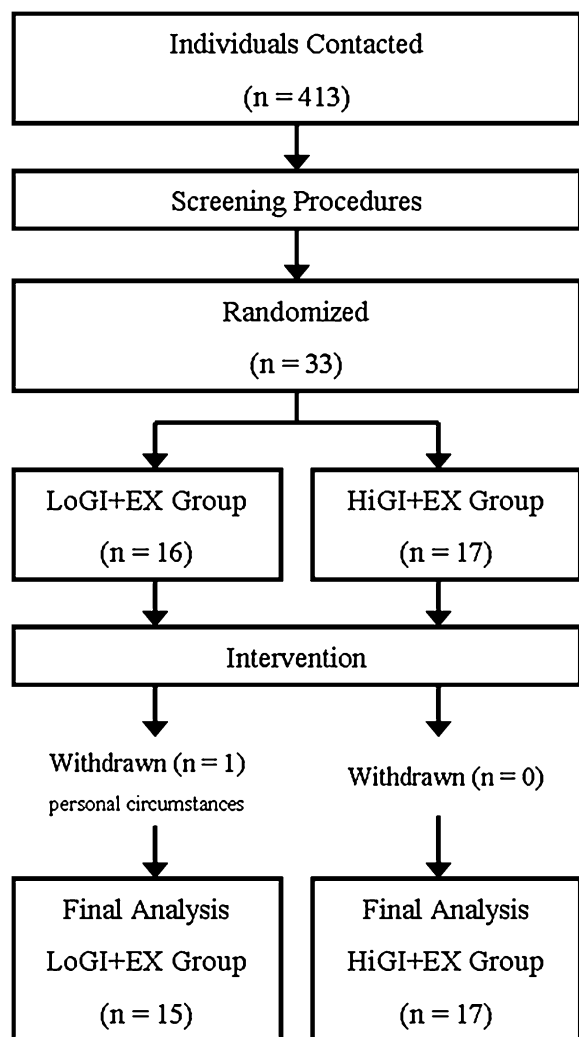 Individuals Contacted
(n = 413)
Screening Procedures
Randomized
(n = 33)
LoGI+EX Group
(n = 16)
HiGI+EX Group
(n = 17)
Intervention
Withdrawn (n = 1)
personal circumstances
Withdrawn (n = 0)
Final Analysis
LoGI+EX Group
(n = 15)
Final Analysis
HiGI+EX Group
(n = 17)